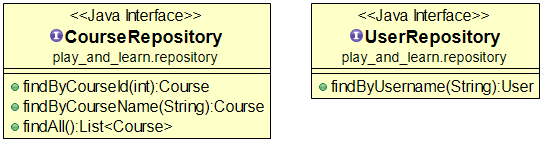 <<Java Interface>>
CourseRepository
play_and_learn.repository
findByCourseId(int):Course
findByCourseName(String):Course
findAll():List<Course>
<<Java Interface>>
UserRepository
play_and_learn.repository
findByUsername(String):User